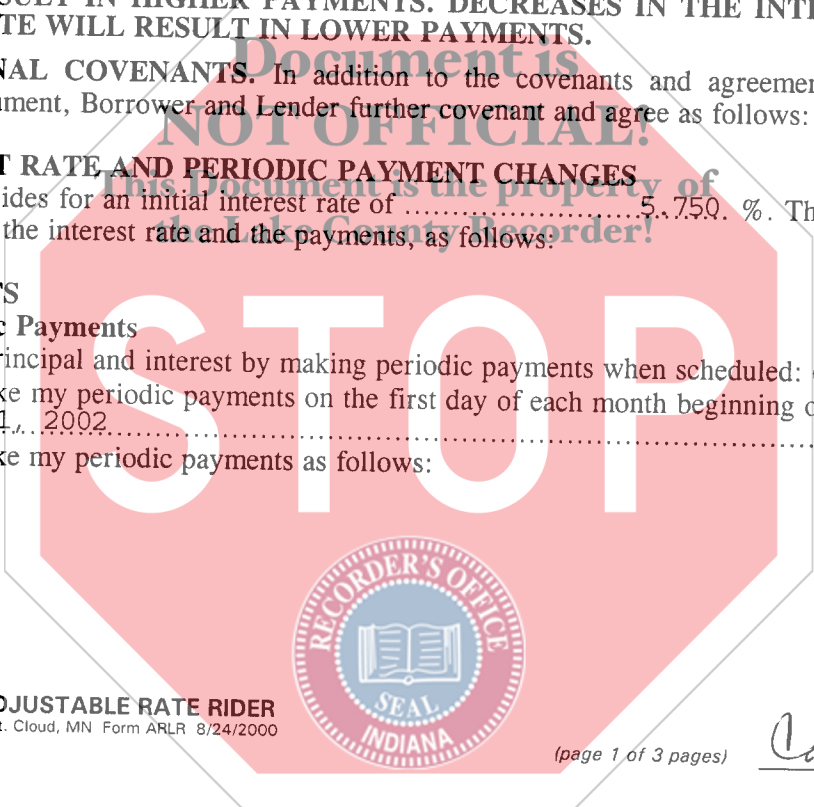 SULT IN HIGHER PAYMENTS. DECREASES IN THE INT
TE WILL RESULT IN LOWER PAYMENTS.
Document is
NAL COVENANTS. In addition to the covenants and agreemen
ument, Borrower and Lender further covenant and agree as follows:
NOT OFFICIAL!
T RATE AND PERIODIC PAYMENT CHANGES
This Document is the property of
ides for an initial interest rate of ........................5.750. %. Th
the interest rate and the payments, as follows:
the Lake County Recorder!
TS
c Payments
rincipal and interest by making periodic payments when scheduled:
ke my periodic payments on the first day of each month beginning o
1, 2002
ke my periodic payments as follows:
STOP
RECORDER'S OFFICE
SEAL
INDIANA
DJUSTABLE RATE RIDER
t. Cloud, MN Form ARLR 8/24/2000
(page 1 of 3 pages)